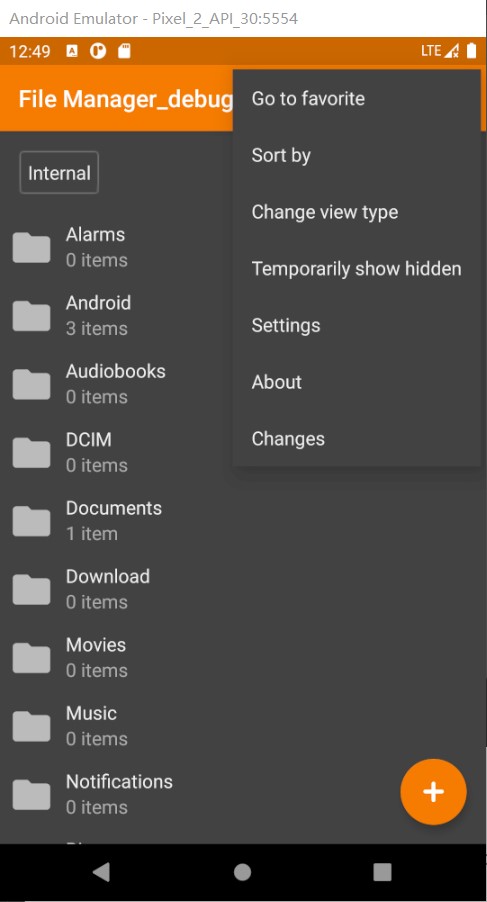 Android Emulator - Pixel_2_API_30:5554
12:49
LTE
File Manager_debug
Go to favorite
Sort by
Change view type
Temporarily show hidden
Settings
About
Changes
Internal
Alarms
0 items
Android
3 items
Audiobooks
0 items
DCIM
0 items
Documents
1 item
Download
0 items
Movies
0 items
Music
0 items
Notifications
0 items